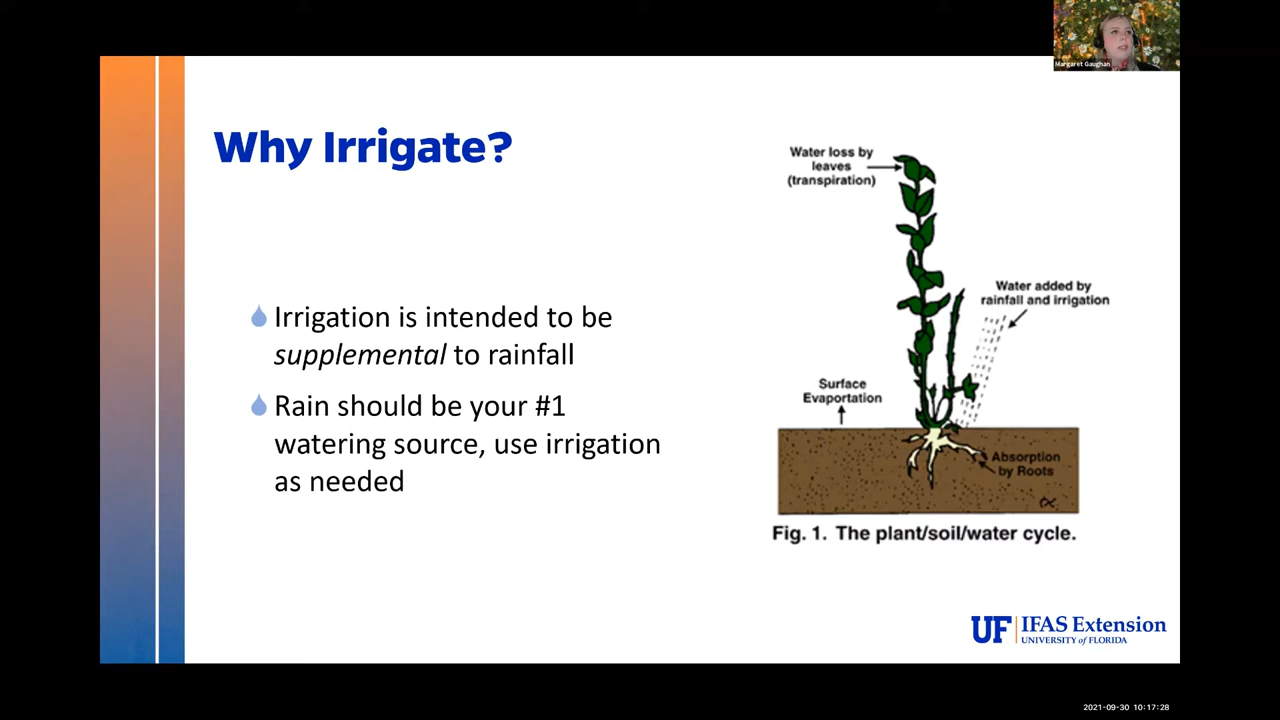 Margaret Gaughan
Why Irrigate?
Irrigation is intended to be
supplemental to rainfall
Rain should be your #1
watering source, use irrigation
as needed
Water loss by
leaves
(transpiration)
Water added by
rainfall and irrigation
Surface
Evaportation
Absorption
by Roots
Fig. 1. The plant/soil/water cycle.
UF IFAS Extension
UNIVERSITY of FLORIDA
2021-09-30 10:17:28